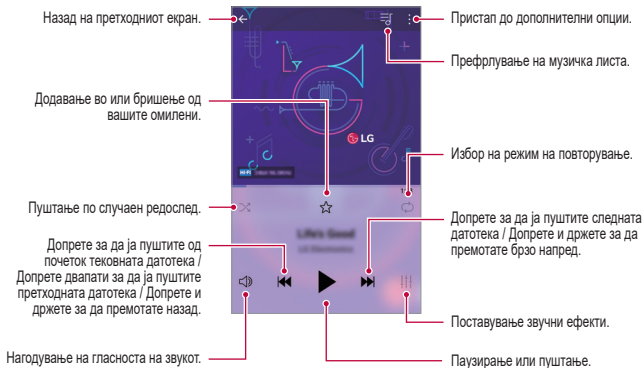 Назад на претходниот екран.
Пристап до дополнителни опции.
Префрлување на музичка листа.
Додавање во или бришење од
вашите омилени.
LG
HI-FI
Избор на режим на повторување.
Пуштање по случаен редослед.
Life's Good
LG Electronics
Допрете за да ја пуштите од
почеток тековната датотека /
Допрете двапати за да ја пуштите
претходната датотека / Допрете и
држете за да премотате назад.
Допрете за да ја пуштите следната
датотека / Допрете и држете за да
премотате брзо напред.
Поставување звучни ефекти.
Нагодување на гласноста на звукот.
Паузирање или пуштање.